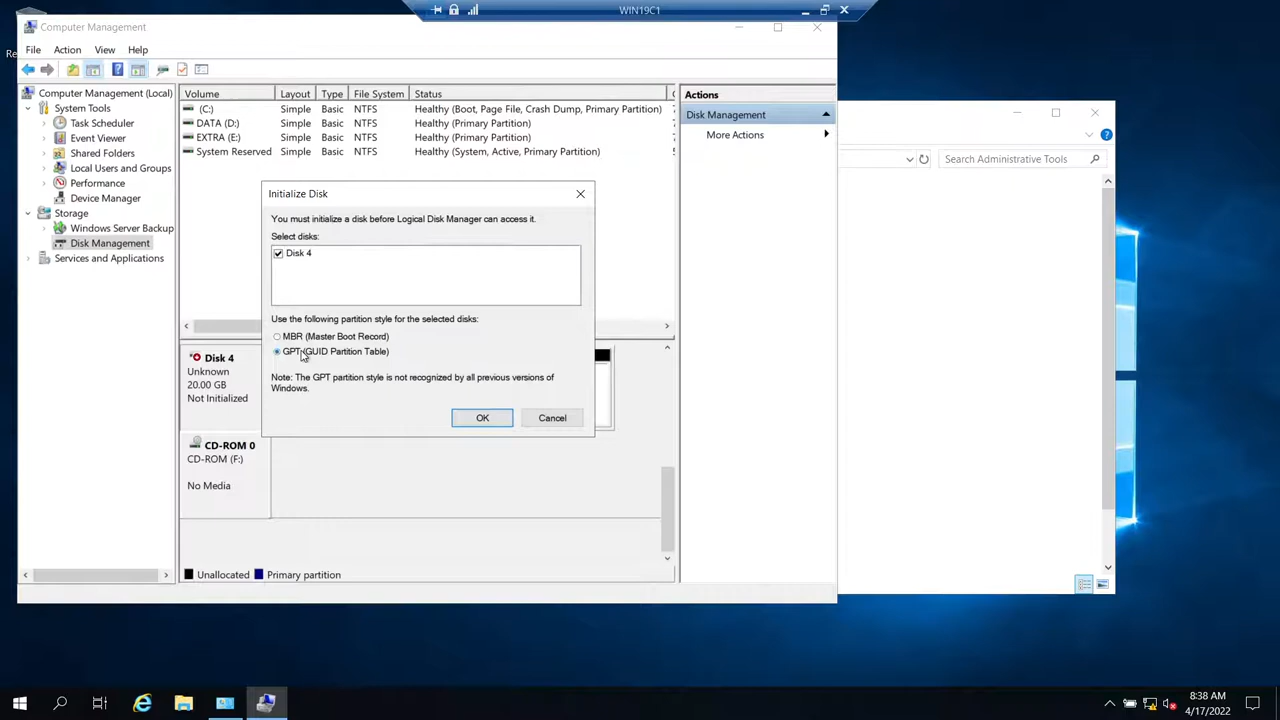 WIN19C1
Computer Management
File Action View Help
Re
Computer Management (Local)
System Tools
Task Scheduler
Event Viewer
Shared Folders
Local Users and Groups
Performance
Device Manager
Storage
Windows Server Backup
Disk Management
Services and Applications
Volume Layout Type File System Status C
(C:) Simple Basic NTFS Healthy (Boot, Page File, Crash Dump, Primary Partition)
DATA (D:) Simple Basic NTFS Healthy (Primary Partition)
EXTRA (E:) Simple Basic NTFS Healthy (Primary Partition)
System Reserved Simple Basic NTFS Healthy (System, Active, Primary Partition)
Actions
Disk Management
More Actions
Search Administrative Tools
Initialize Disk
You must initialize a disk before Logical Disk Manager can access it.
Select disks:
Disk 4
Use the following partition style for the selected disks:
MBR (Master Boot Record)
GPT (GUID Partition Table)
Note: The GPT partition style is not recognized by all previous versions of
Windows.
OK Cancel
Disk 4
Unknown
20.00 GB
Not Initialized
CD-ROM 0
CD-ROM (F:)
No Media
Unallocated Primary partition
8:38 AM
4/17/2022